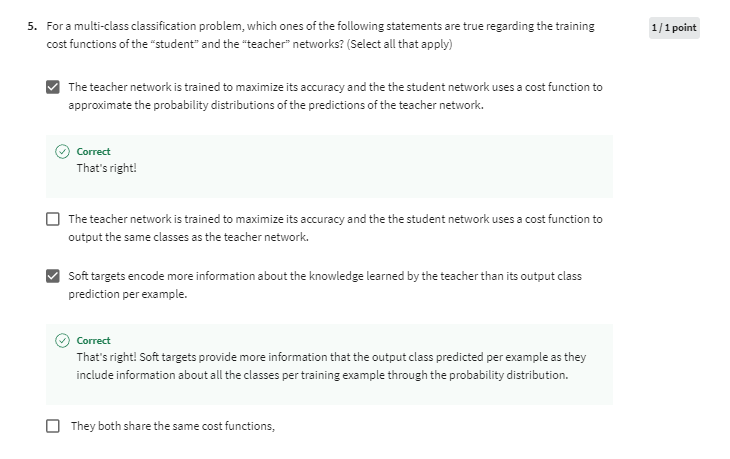 5. For a multi-class classification problem, which ones of the following statements are true regarding the training
1 / 1 point
cost functions of the “student” and the “teacher” networks? (Select all that apply)
The teacher network is trained to maximize its accuracy and the the student network uses a cost function to
approximate the probability distributions of the predictions of the teacher network.
Correct
That's right!
The teacher network is trained to maximize its accuracy and the the student network uses a cost function to
output the same classes as the teacher network.
Soft targets encode more information about the knowledge learned by the teacher than its output class
prediction per example.
Correct
That's right! Soft targets provide more information that the output class predicted per example as they
include information about all the classes per training example through the probability distribution.
They both share the same cost functions,